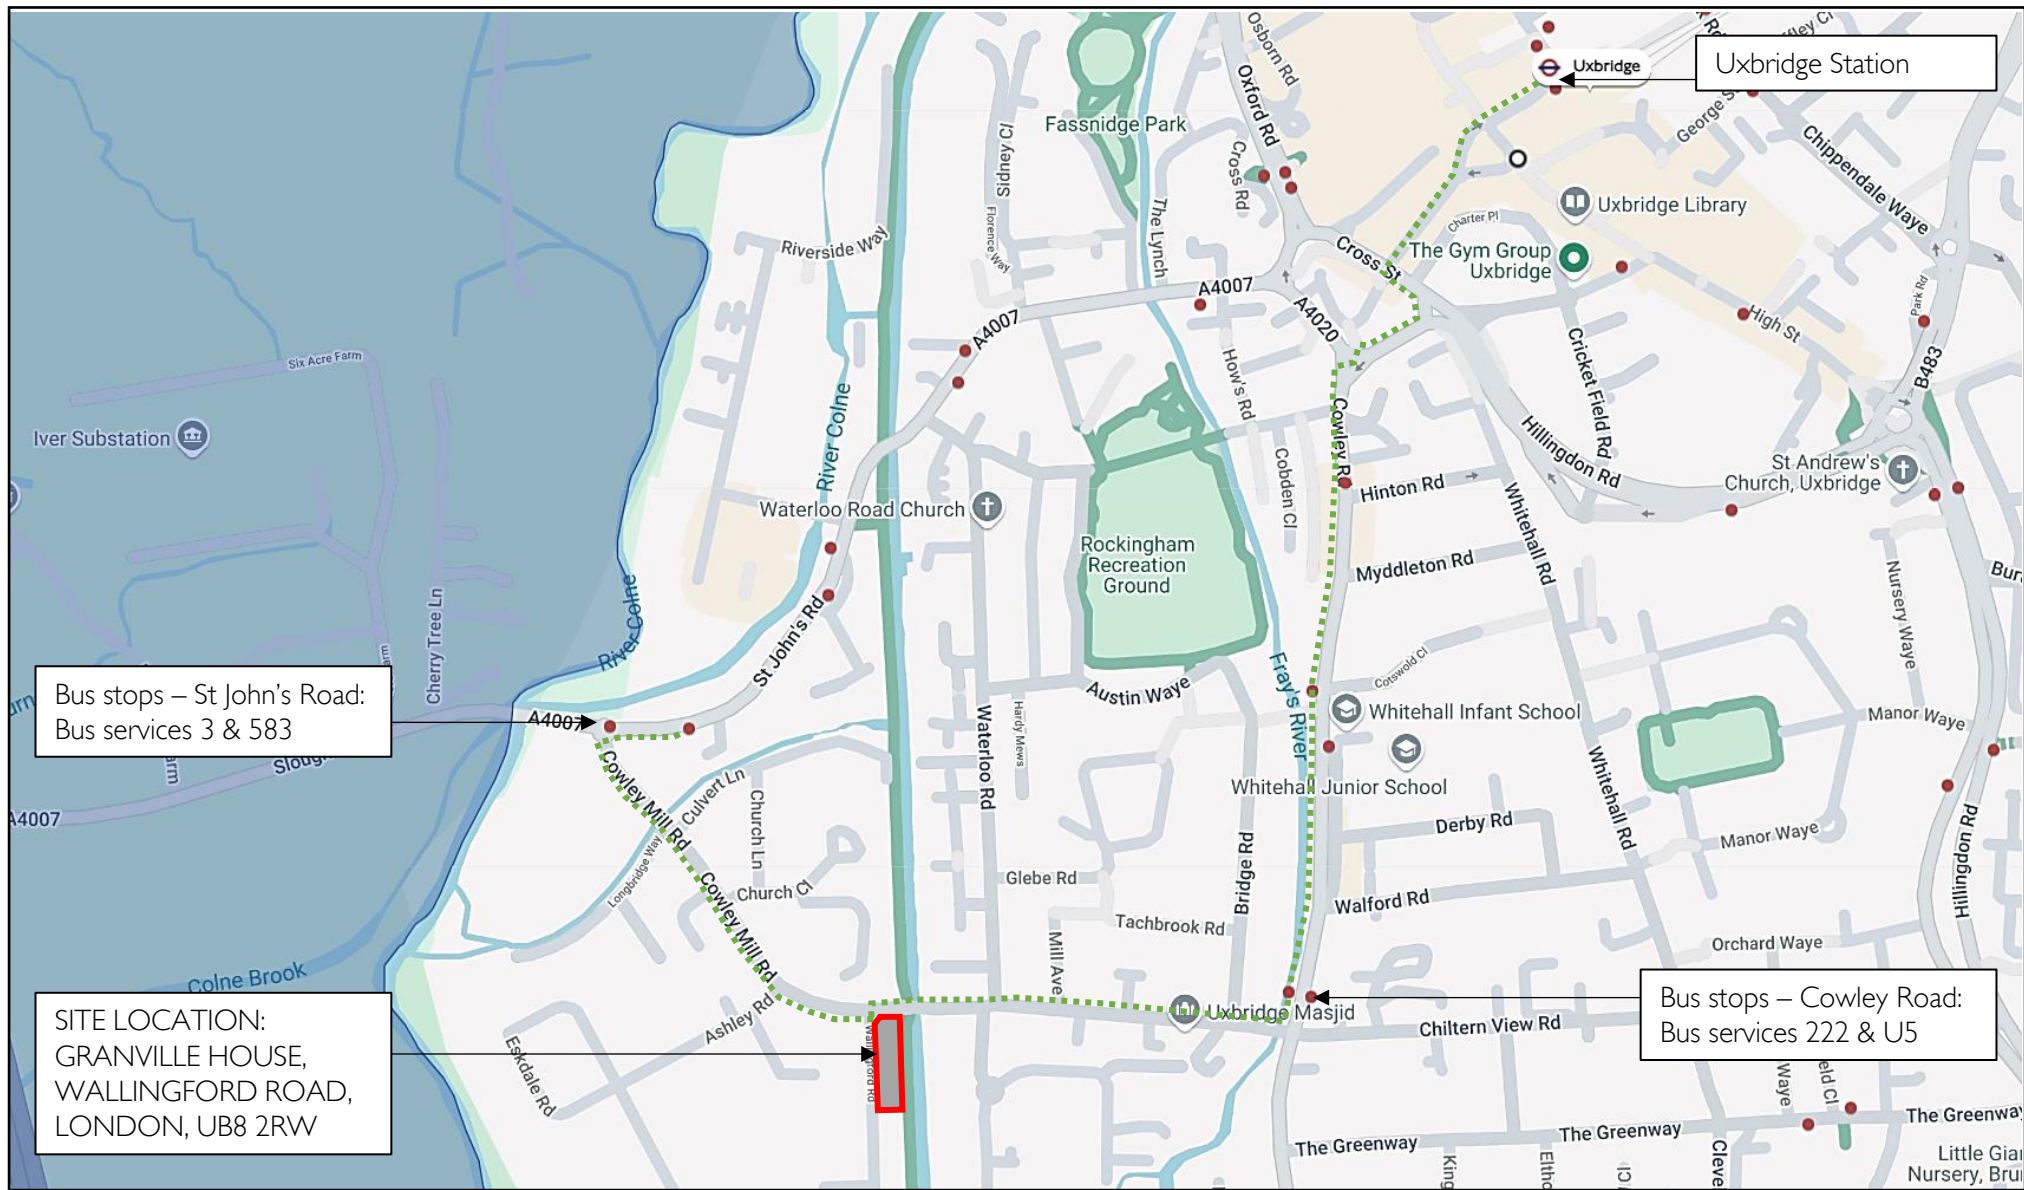 Uxbridge Station
Uxbridge
Osborn Rd
Oxford Rd
Fassnidge Park
Sidney Cl
Cross Rd
George S
Chippendale Waye
Uxbridge Library
Charter Pl
The Gym Group
Uxbridge
Riverside Way
Florence Way
The Lynch
Cross St
A4007
A4020
A4007
High St
Park Rd
B483
Six Acre Farm
Iver Substation
River Colne
How's Rd
Cowley Rd
Cricket Field Rd
Hillingdon Rd
St Andrew's
Church, Uxbridge
Cobden Cl
Hinton Rd
Whitehall Rd
Waterloo Road Church
Rockingham
Recreation
Ground
Myddleton Rd
Nursery Waye
River Colne
Cherry Tree Ln
St John's Rd
Fray's River
Cotswold Cl
Bus stops – St John's Road:
Bus services 3 & 583
A4007
Austin Waye
Whitehall Infant School
Manor Waye
Hardy Mews
Waterloo Rd
Whitehall Junior School
Whitehall Rd
A4007
Cowley Mill Rd
Culvert Ln
Church Ln
Longbridge Way
Derby Rd
Manor Waye
Bridge Rd
Glebe Rd
Church Cl
Cowley Mill Rd
Walford Rd
Hillingdon Rd
Tachbrook Rd
Mill Ave
Orchard Waye
Colne Brook
SITE LOCATION:
GRANVILLE HOUSE,
WALLINGFORD ROAD,
LONDON, UB8 2RW
Ashley Rd
Eskdale Rd
Wallingford Rd
Uxbridge Masjid
Chiltern View Rd
Bus stops – Cowley Road:
Bus services 222 & U5
Waye
eld Cl
The Greenway
The Greenway
The Greenway
King
Eltho
Cleve
Little Gia
Nursery, Bru